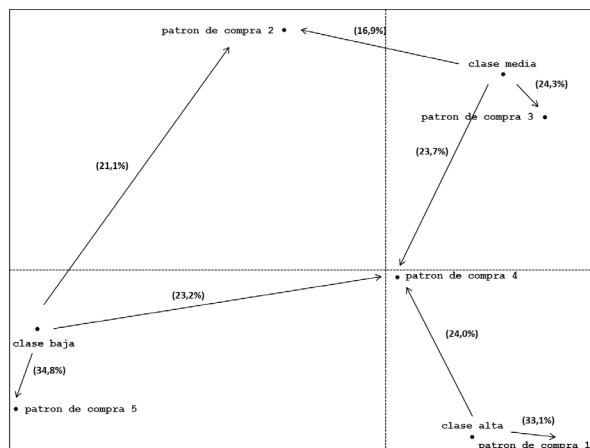 patron de compra 2
(16,9%)
clase media
(24,3%)
patron de compra 3
(23,7%)
(21,1%)
patron de compra 4
(23,2%)
clase baja
(24,0%)
(34,8%)
patron de compra 5
clase alta
(33,1%)
patron de compra 1